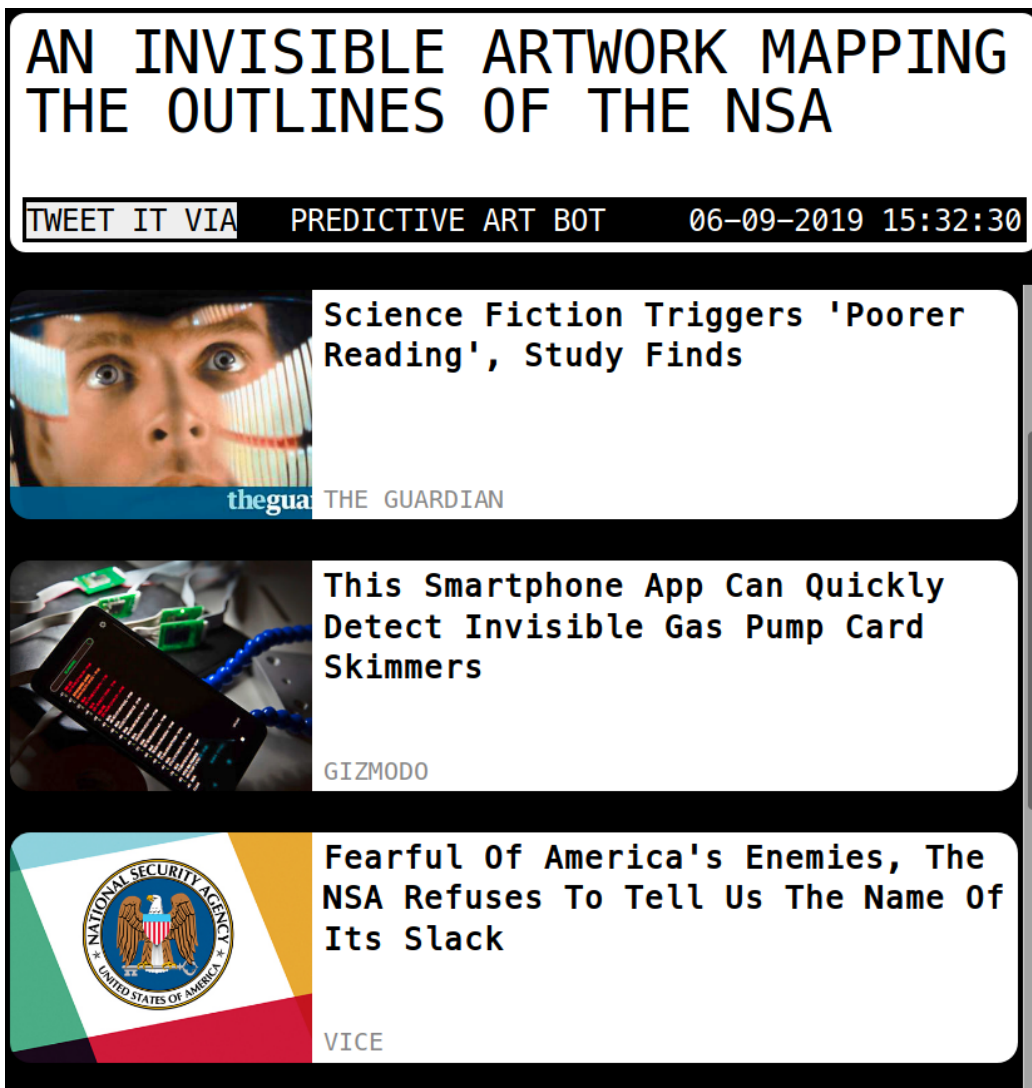 AN INVISIBLE ARTWORK MAPPING
THE OUTLINES OF THE NSA
TWEET IT VIA PREDICTIVE ART BOT 06-09-2019 15:32:30
Science Fiction Triggers 'Poorer
Reading', Study Finds
theguar
THE GUARDIAN
This Smartphone App Can Quickly
Detect Invisible Gas Pump Card
Skimmers
GIZMODO
NATIONAL SECURITY AGENCY
UNITED STATES OF AMERICA
Fearful Of America's Enemies, The
NSA Refuses To Tell Us The Name Of
Its Slack
VICE